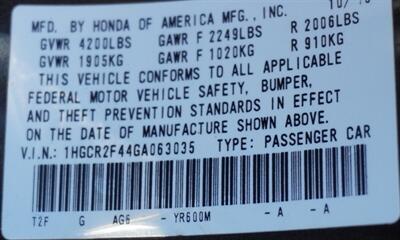 MFD. BY HONDA OF AMERICA MFG., INC. 10/
GVWR 4200LBS GAWR F 2249LBS R 2006LBS
GVWR 1905KG GAWR F 1020KG R 910KG
THIS VEHICLE CONFORMS TO ALL APPLICABLE
FEDERAL MOTOR VEHICLE SAFETY, BUMPER,
AND THEFT PREVENTION STANDARDS IN EFFECT
ON THE DATE OF MANUFACTURE SHOWN ABOVE.
V.I.N.: 1HGCR2F44GA063035 TYPE: PASSENGER CAR
T2F G AG6 - YR600M - A - A